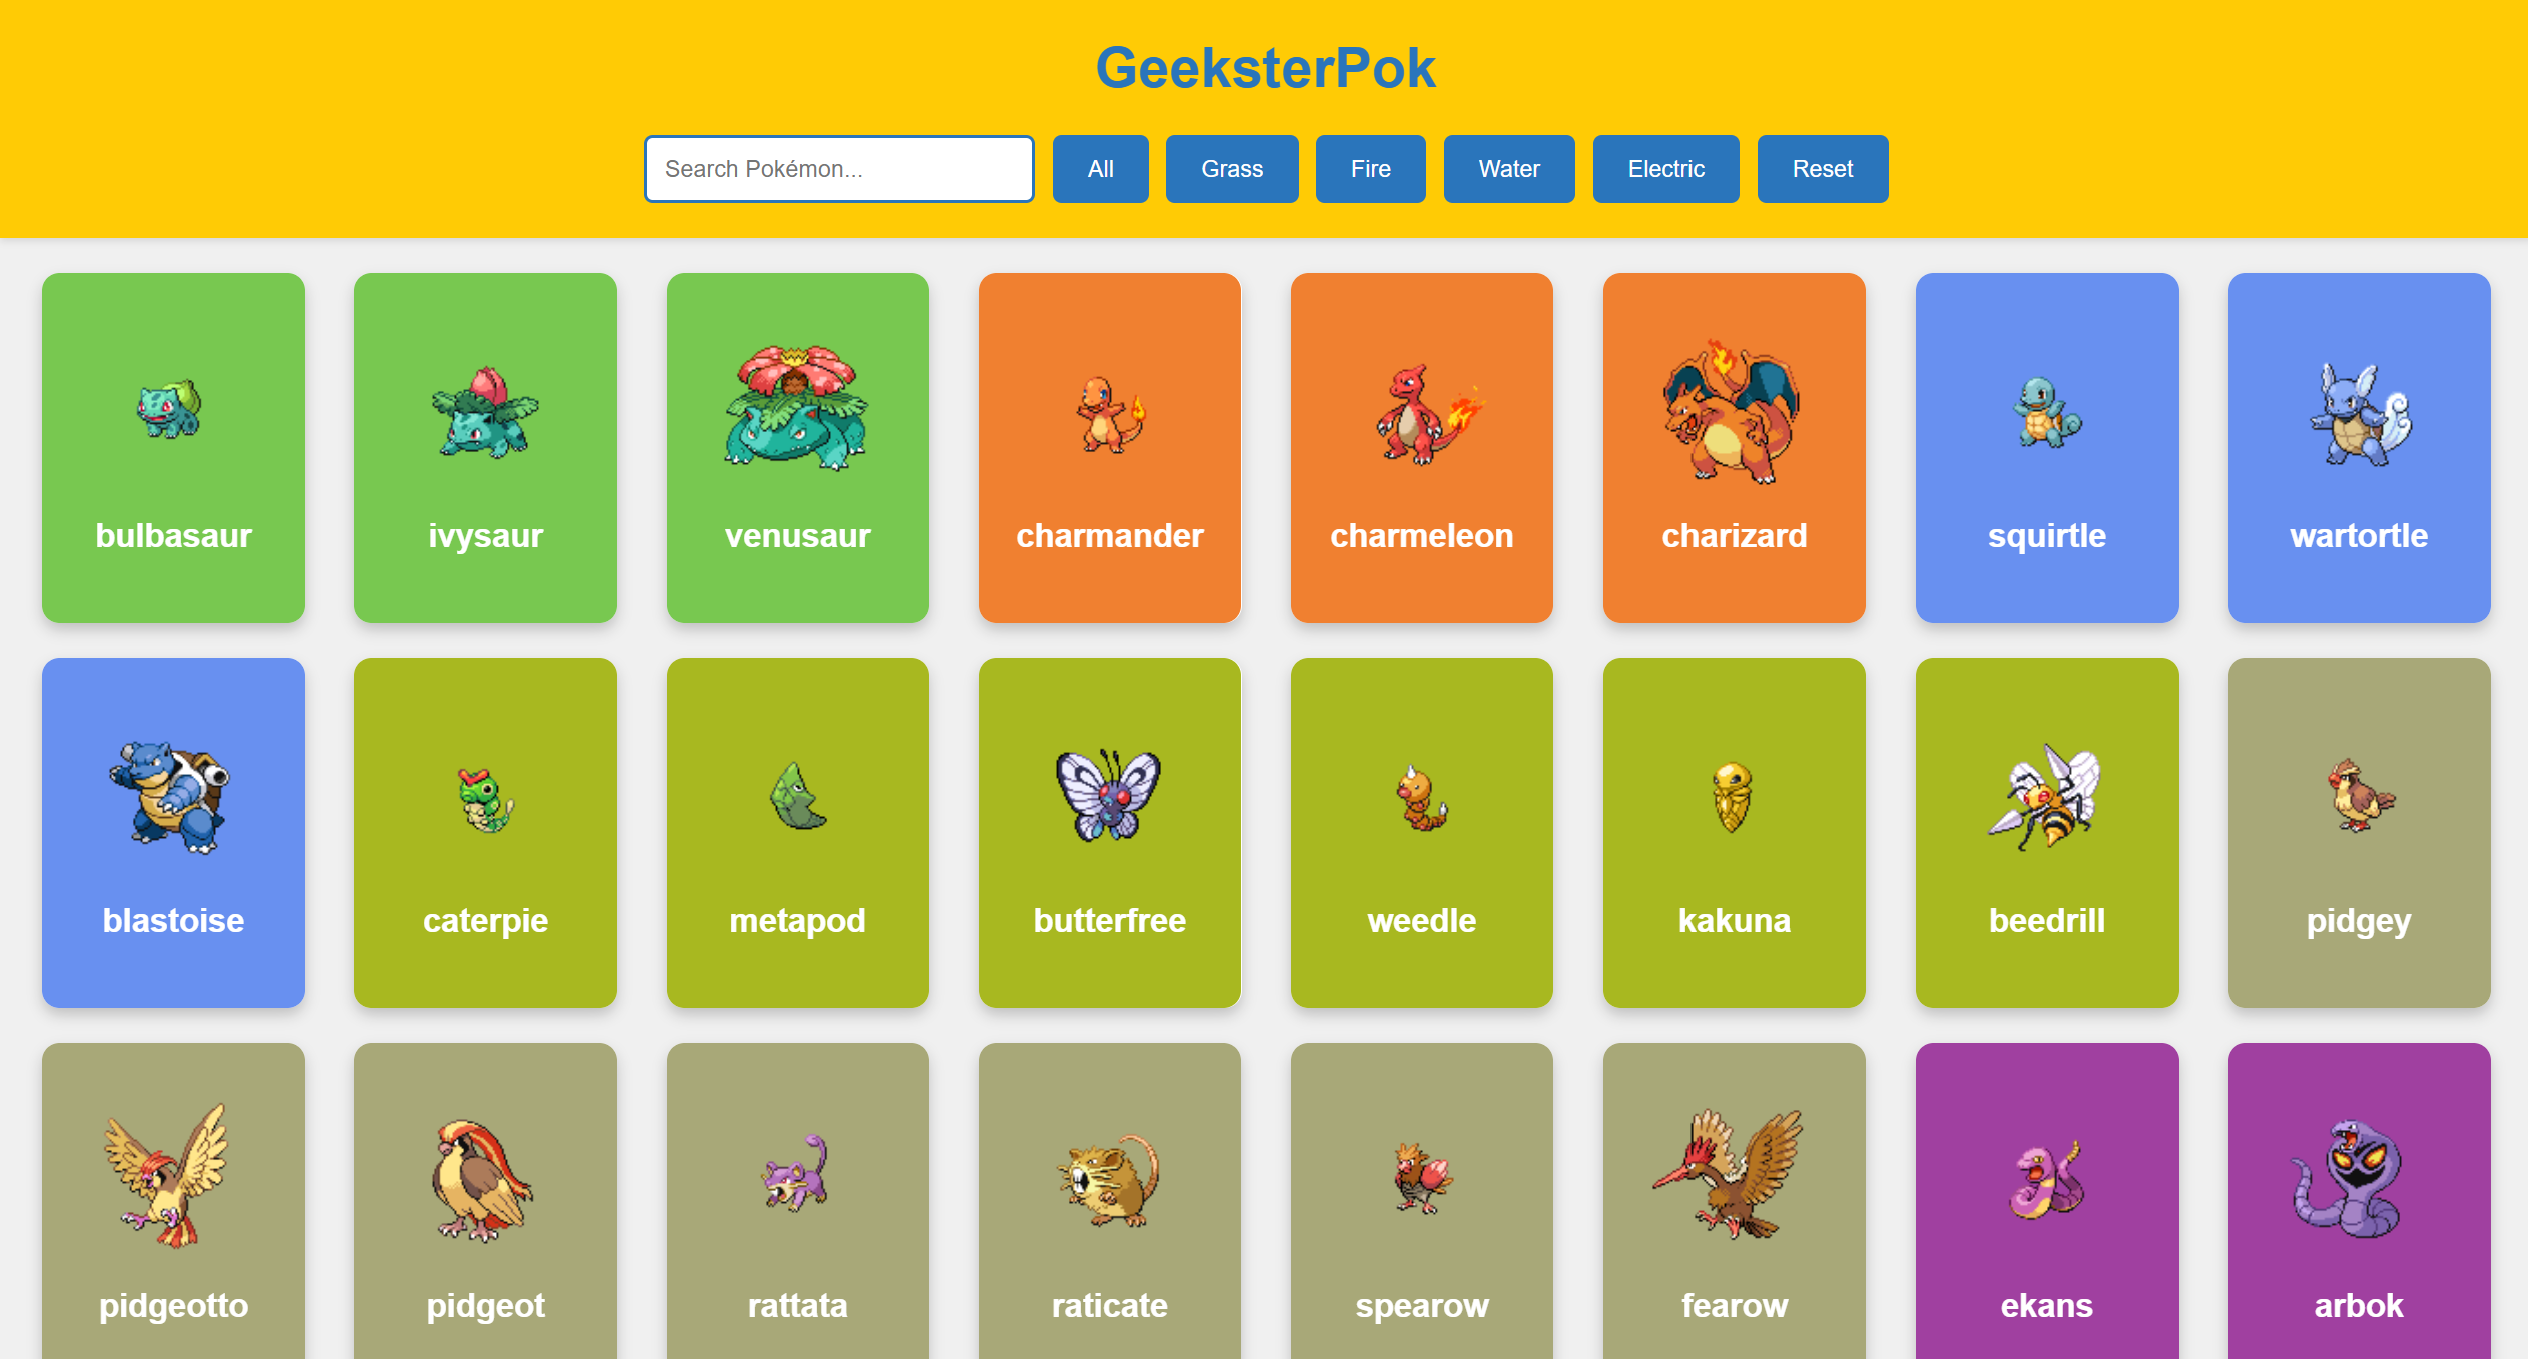 GeeksterPok
Search Pokémon... All Grass Fire Water Electric Reset
bulbasaur ivysaur venusaur charmander charmeleon charizard squirtle wartortle
blastoise caterpie metapod butterfree weedle kakuna beedrill pidgey
pidgeotto pidgeot rattata raticate spearow fearow ekans arbok